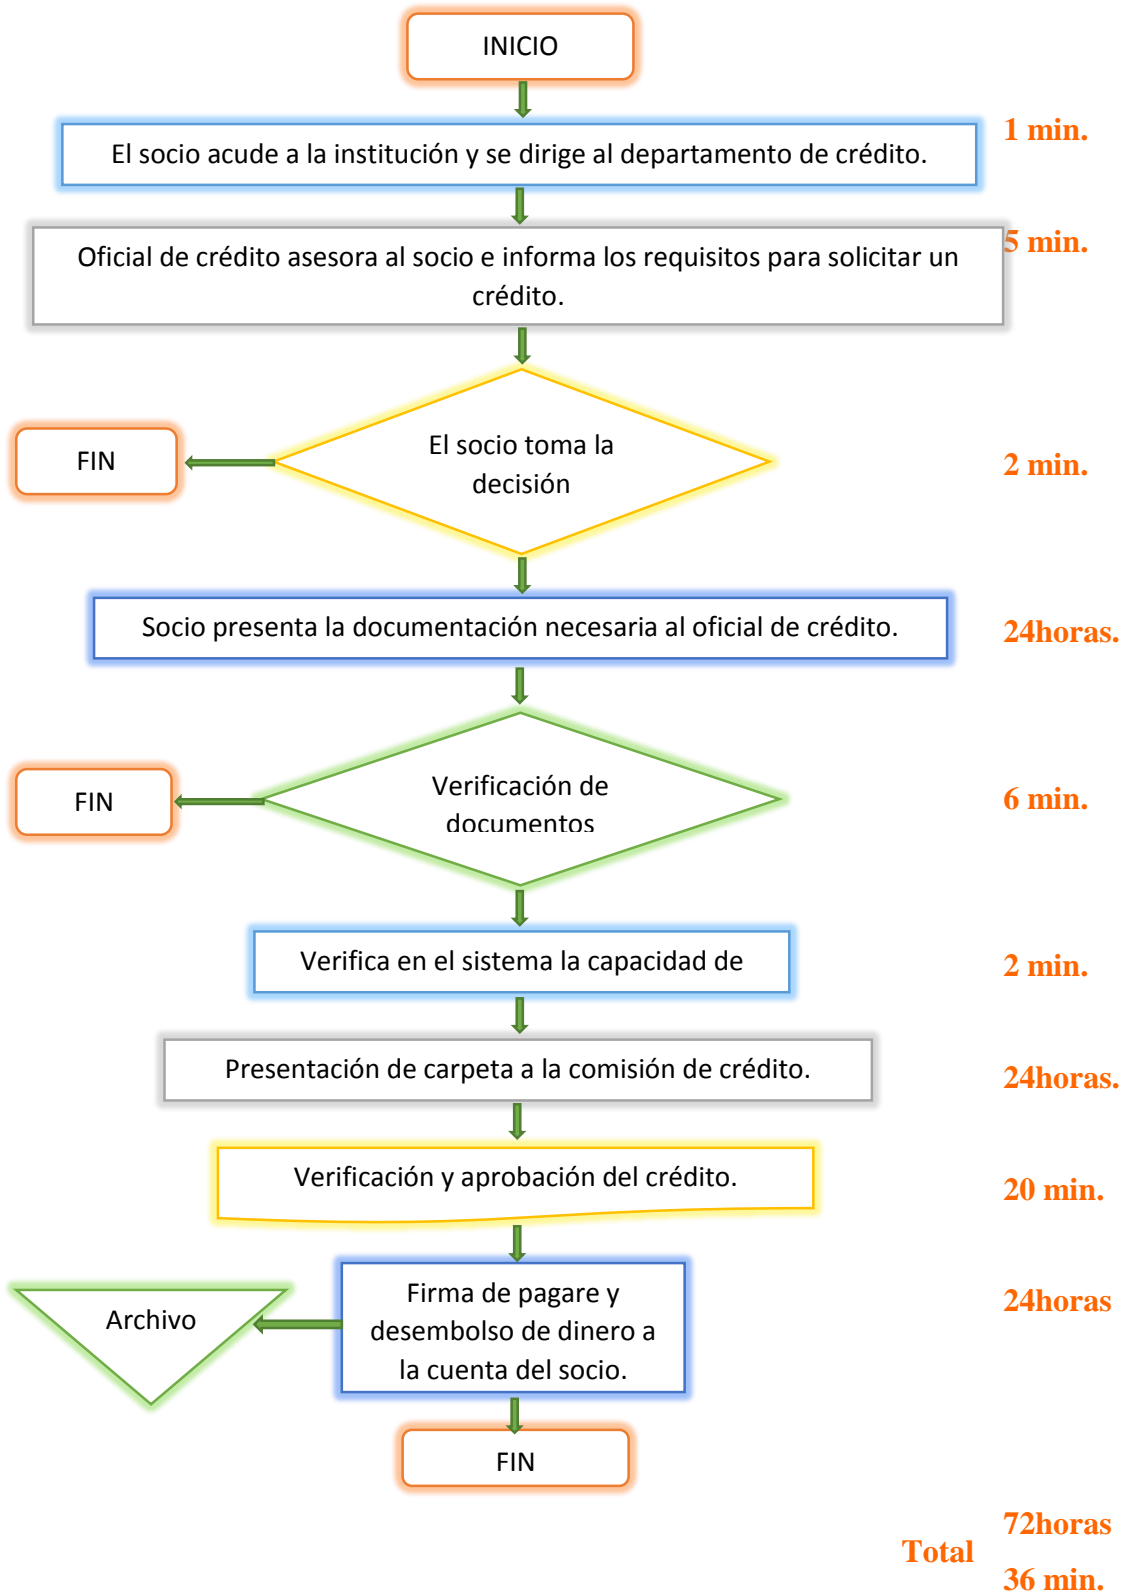 INICIO
1 min.
El socio acude a la institución y se dirige al departamento de crédito.
5 min.
Oficial de crédito asesora al socio e informa los requisitos para solicitar un
crédito.
El socio toma la
decisión
FIN
2 min.
Socio presenta la documentación necesaria al oficial de crédito.
24horas.
Verificación de
documentos
FIN
6 min.
Verifica en el sistema la capacidad de
2 min.
Presentación de carpeta a la comisión de crédito.
24horas.
Verificación y aprobación del crédito.
20 min.
Firma de pagare y
desembolso de dinero a
la cuenta del socio.
24horas
Archivo
FIN
72horas
Total
36 min.